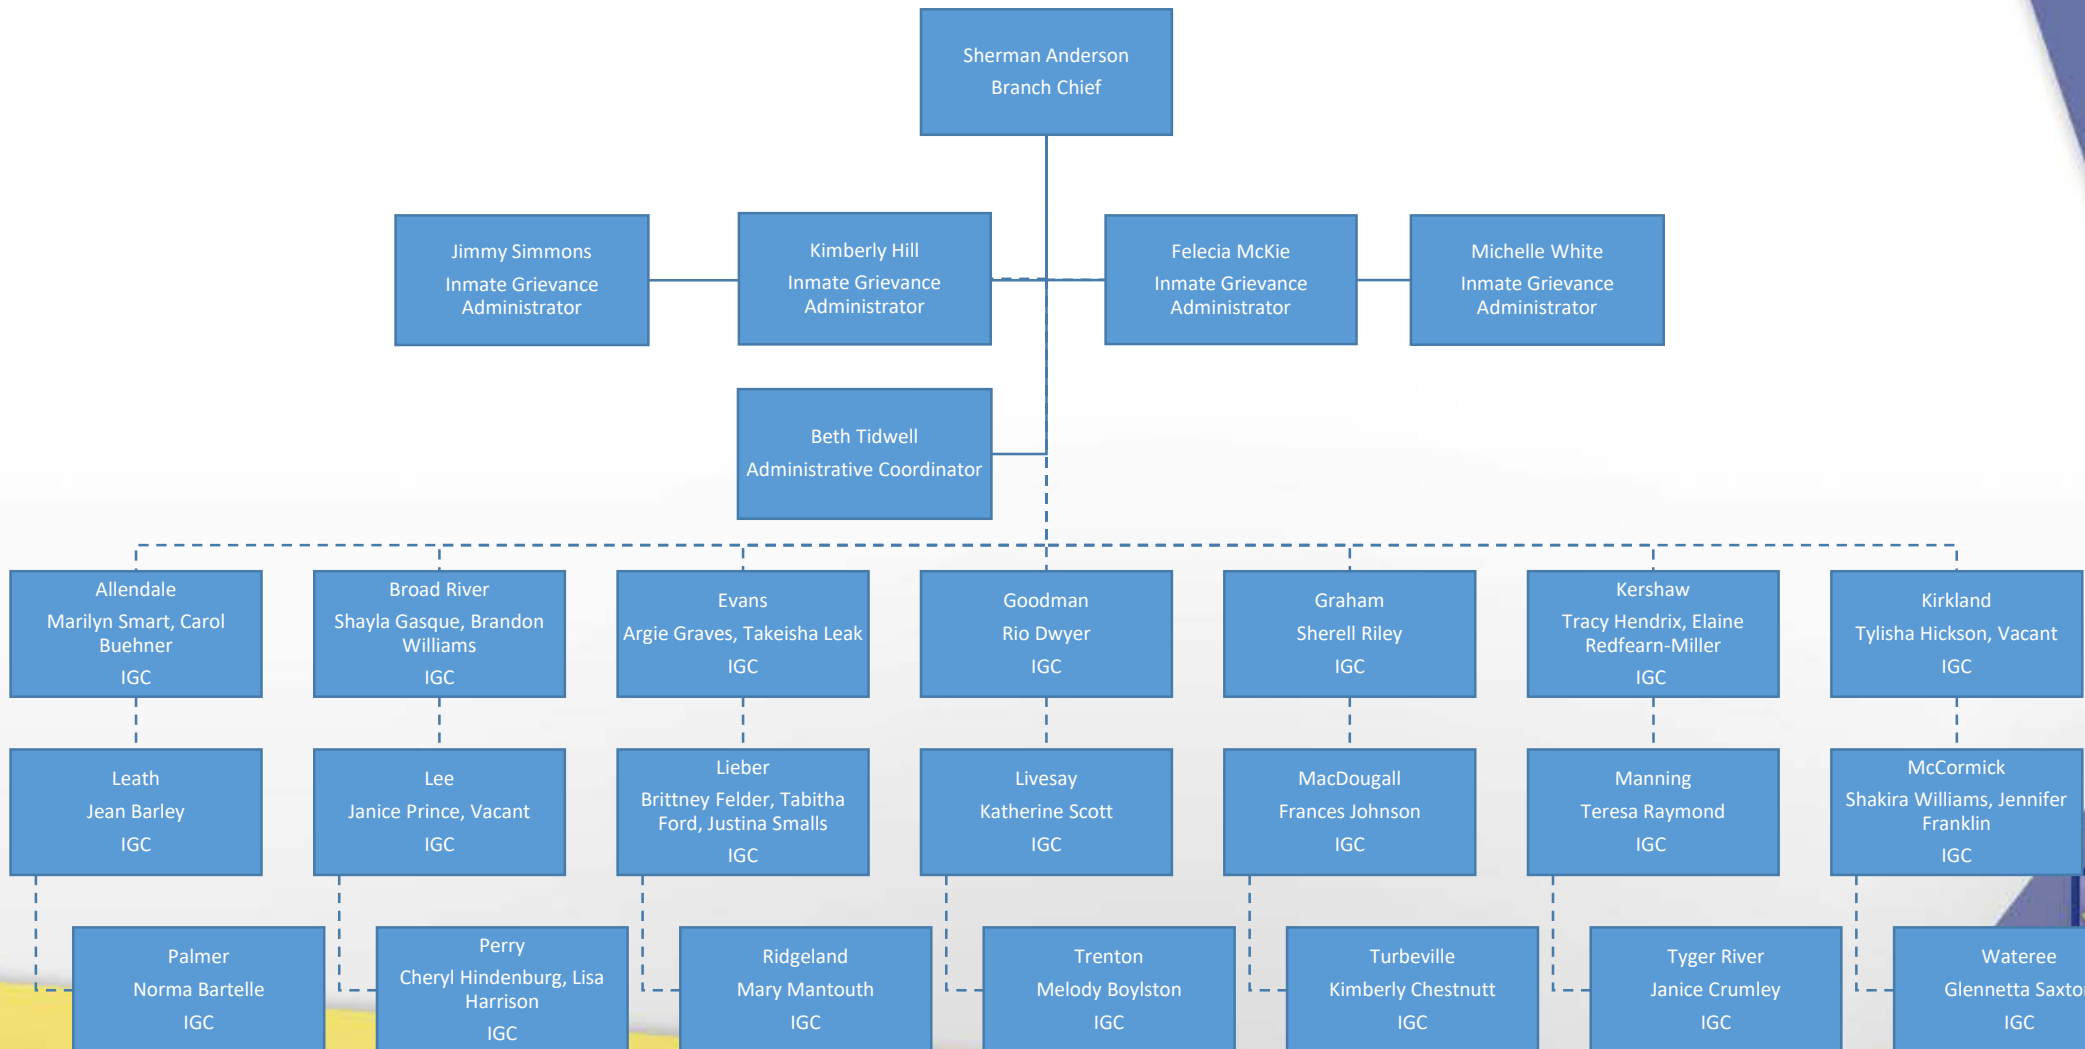 Sherman Anderson
Branch Chief
Jimmy Simmons
Inmate Grievance
Administrator
Kimberly Hill
Inmate Grievance
Administrator
Felecia McKie
Inmate Grievance
Administrator
Michelle White
Inmate Grievance
Administrator
Beth Tidwell
Administrative Coordinator
Allendale
Marilyn Smart, Carol
Buehner
IGC
Broad River
Shayla Gasque, Brandon
Williams
IGC
Evans
Argie Graves, Takeisha Leak
IGC
Goodman
Rio Dwyer
IGC
Graham
Sherell Riley
IGC
Kershaw
Tracy Hendrix, Elaine
Redfearn-Miller
IGC
Kirkland
Tylisha Hickson, Vacant
IGC
Leath
Jean Barley
IGC
Lee
Janice Prince, Vacant
IGC
Lieber
Brittney Felder, Tabitha
Ford, Justina Smalls
IGC
Livesay
Katherine Scott
IGC
MacDougall
Frances Johnson
IGC
Manning
Teresa Raymond
IGC
McCormick
Shakira Williams, Jennifer
Franklin
IGC
Palmer
Norma Bartelle
IGC
Perry
Cheryl Hindenburg, Lisa
Harrison
IGC
Ridgeland
Mary Mantouth
IGC
Trenton
Melody Boylston
IGC
Turbeville
Kimberly Chestnutt
IGC
Tyger River
Janice Crumley
IGC
Wateree
Glennetta
IGC